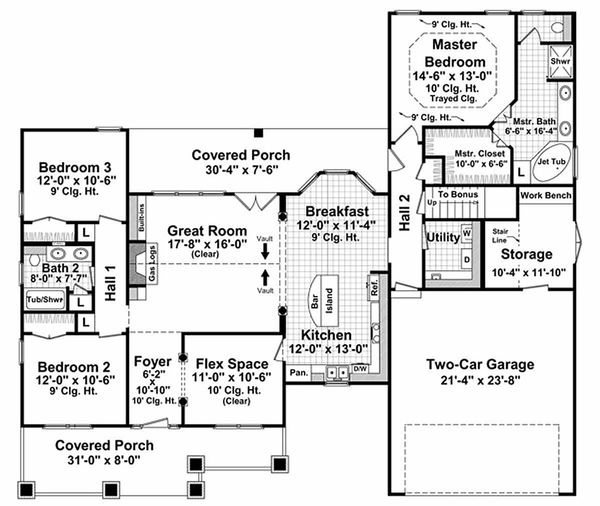 9' Clg. Ht.
Master
Bedroom
14'-6" x 13'-0"
10' Clg. Ht.
Trayed Clg.
9' Clg. Ht.
Shwr
Mstr. Bath
6'-6" x 16'-4"
Jet Tub
Mstr. Closet
10'-0" x 6'-6"
L
Covered Porch
30'-4" x 7'-6"
Bedroom 3
12'-0" x 10'-6"
9' Clg. Ht.
L
Built-ins
Great Room
17'-8" x 16'-0"
(Clear)
Vault
Vault
Gas Logs
Breakfast
12'-0" x 11'-4"
9' Clg. Ht.
Hall 2
To Bonus
Up
Work Bench
Utility
W
D
Stair
Line
Storage
10'-4" x 11'-10"
Bath 2
8'-0" x 7'-7"
Tub/Shwr
L
L
Hall 1
Bar
Island
Ref.
Kitchen
12'-0" x 13'-0"
Pan.
D/W
Bedroom 2
12'-0" x 10'-6"
9' Clg. Ht.
Foyer
6'-2"
x
10'-10"
10' Clg. Ht.
Flex Space
11'-0" x 10'-6"
10' Clg. Ht.
(Clear)
Two-Car Garage
21'-4" x 23'-8"
Covered Porch
31'-0" x 8'-0"